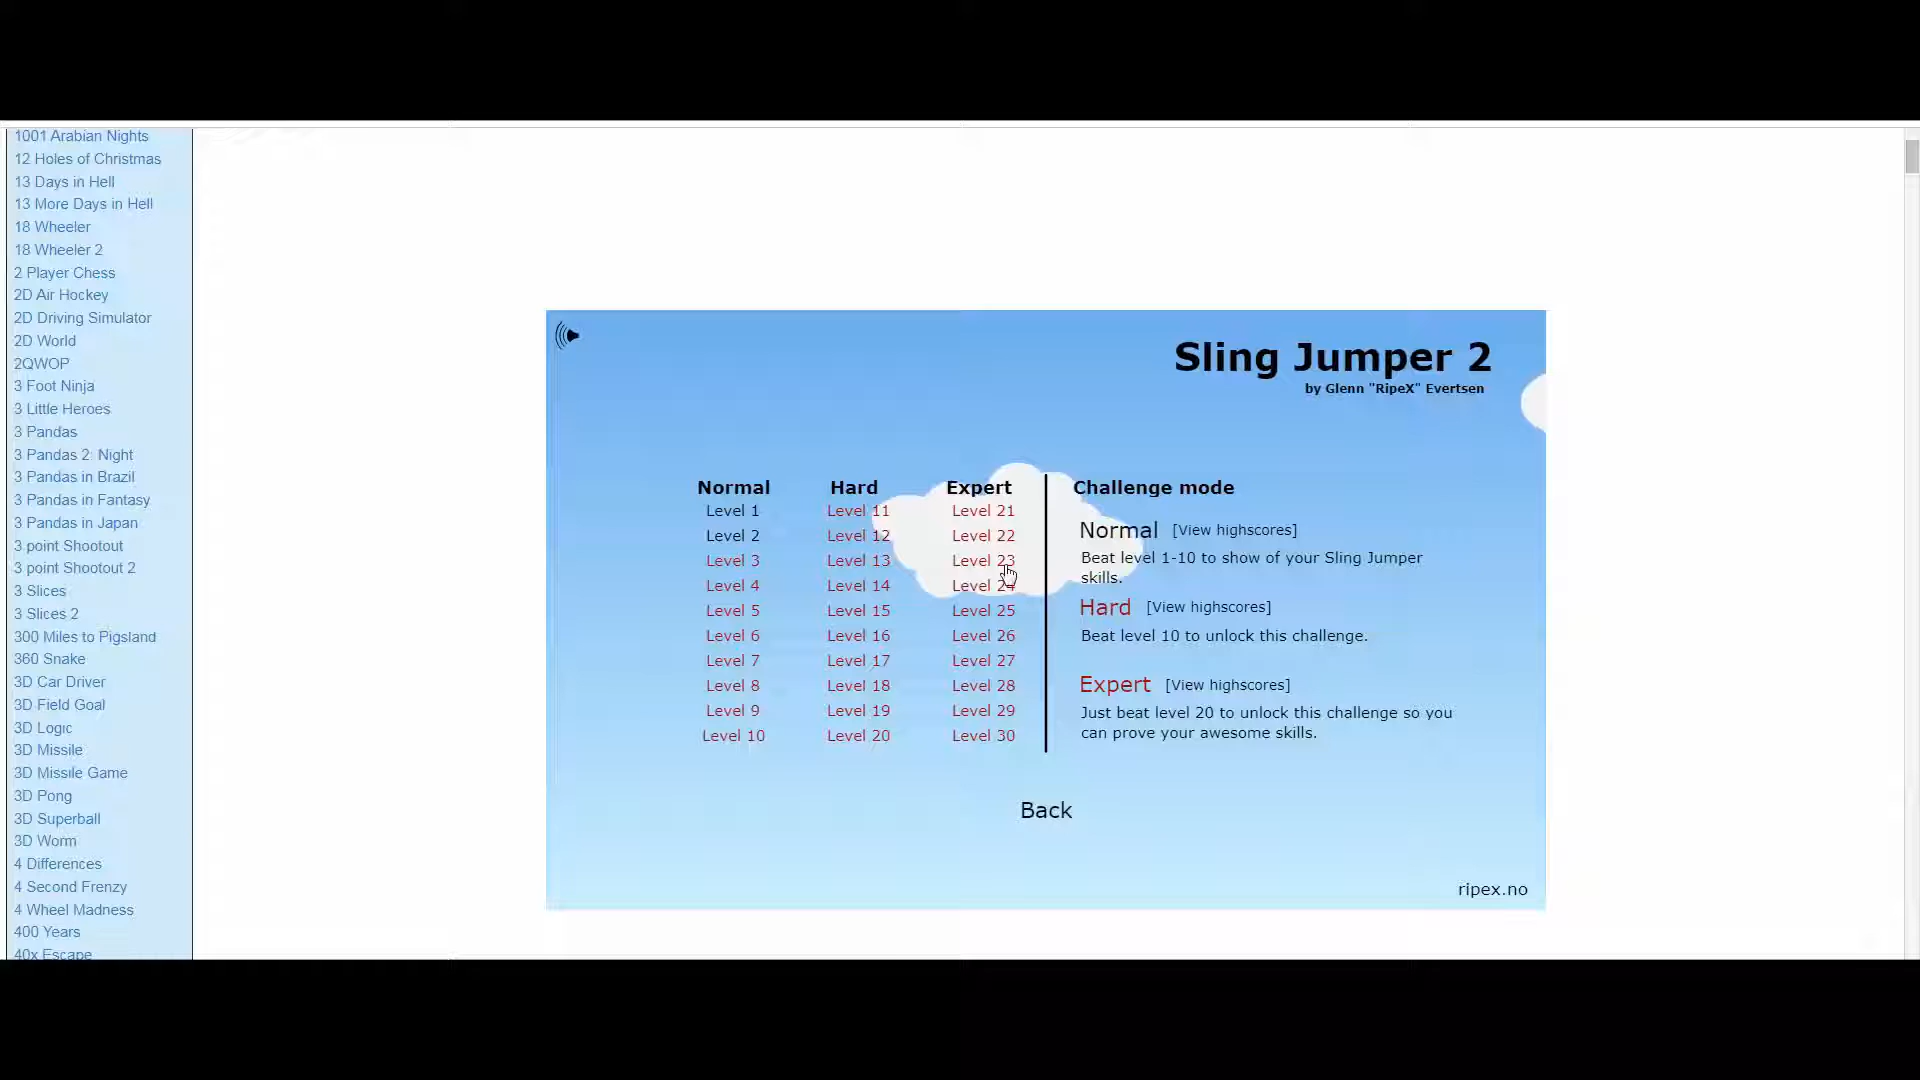 1001 Arabian Nights
12 Holes of Christmas
13 Days in Hell
13 More Days in Hell
18 Wheeler
18 Wheeler 2
2 Player Chess
2D Air Hockey
2D Driving Simulator
2D World
2QWOP
3 Foot Ninja
3 Little Heroes
3 Pandas
3 Pandas 2: Night
3 Pandas in Brazil
3 Pandas in Fantasy
3 Pandas in Japan
3 point Shootout
3 point Shootout 2
3 Slices
3 Slices 2
300 Miles to Pigsland
360 Snake
3D Car Driver
3D Field Goal
3D Logic
3D Missile
3D Missile Game
3D Pong
3D Superball
3D Worm
4 Differences
4 Second Frenzy
4 Wheel Madness
400 Years
40x Escape
Sling Jumper 2
by Glenn "RipeX" Evertsen
Normal
Level 1
Level 2
Level 3
Level 4
Level 5
Level 6
Level 7
Level 8
Level 9
Level 10
Hard
Level 11
Level 12
Level 13
Level 14
Level 15
Level 16
Level 17
Level 18
Level 19
Level 20
Expert
Level 21
Level 22
Level 23
Level 24
Level 25
Level 26
Level 27
Level 28
Level 29
Level 30
Challenge mode
Normal [View highscores]
Beat level 1-10 to show of your Sling Jumper
skills.
Hard [View highscores]
Beat level 10 to unlock this challenge.
Expert [View highscores]
Just beat level 20 to unlock this challenge so you
can prove your awesome skills.
Back
ripex.no